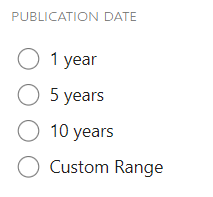 PUBLICATION DATE
1 year
5 years
10 years
Custom Range